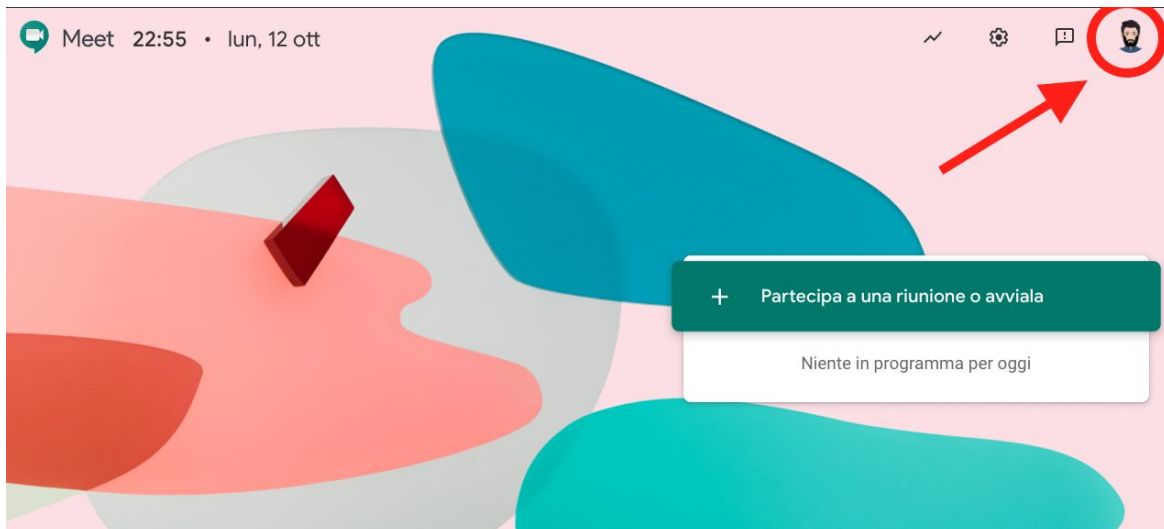 Meet 22:55 • lun, 12 ott
Partecipa a una riunione o avviala
Niente in programma per oggi